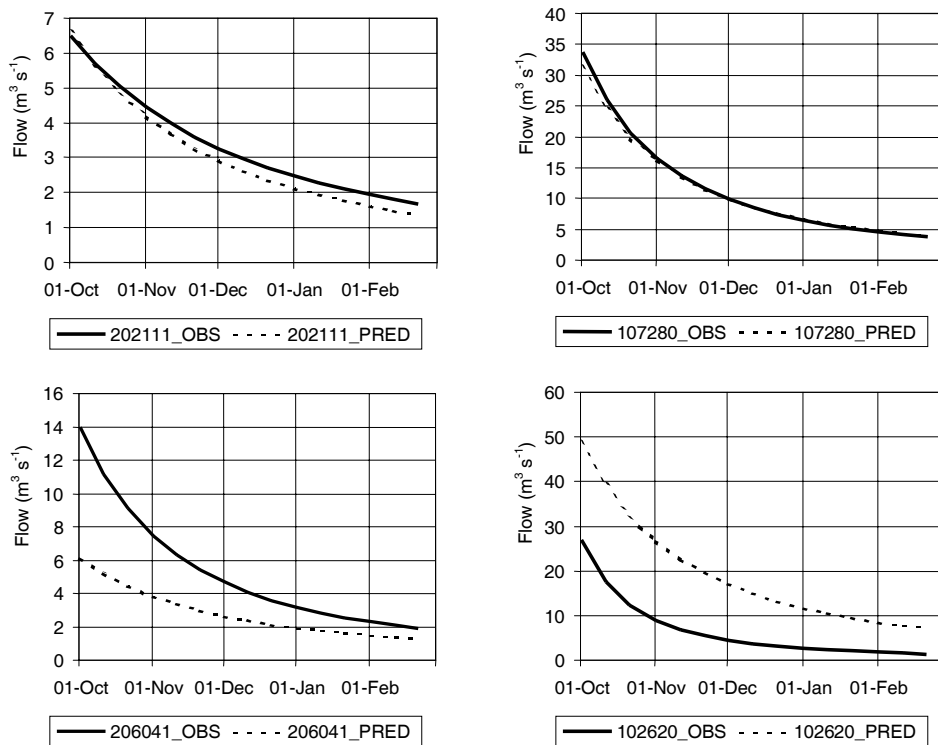 7
6
5
4
3
2
1
0
Flow (m³ s⁻¹)
01-Oct 01-Nov 01-Dec 01-Jan 01-Feb
202111_OBS 202111_PRED
40
35
30
25
20
15
10
5
0
Flow (m³ s⁻¹)
01-Oct 01-Nov 01-Dec 01-Jan 01-Feb
107280_OBS 107280_PRED
16
14
12
10
8
6
4
2
0
Flow (m³ s⁻¹)
01-Oct 01-Nov 01-Dec 01-Jan 01-Feb
206041_OBS 206041_PRED
60
50
40
30
20
10
0
Flow (m³ s⁻¹)
01-Oct 01-Nov 01-Dec 01-Jan 01-Feb
102620_OBS 102620_PRED